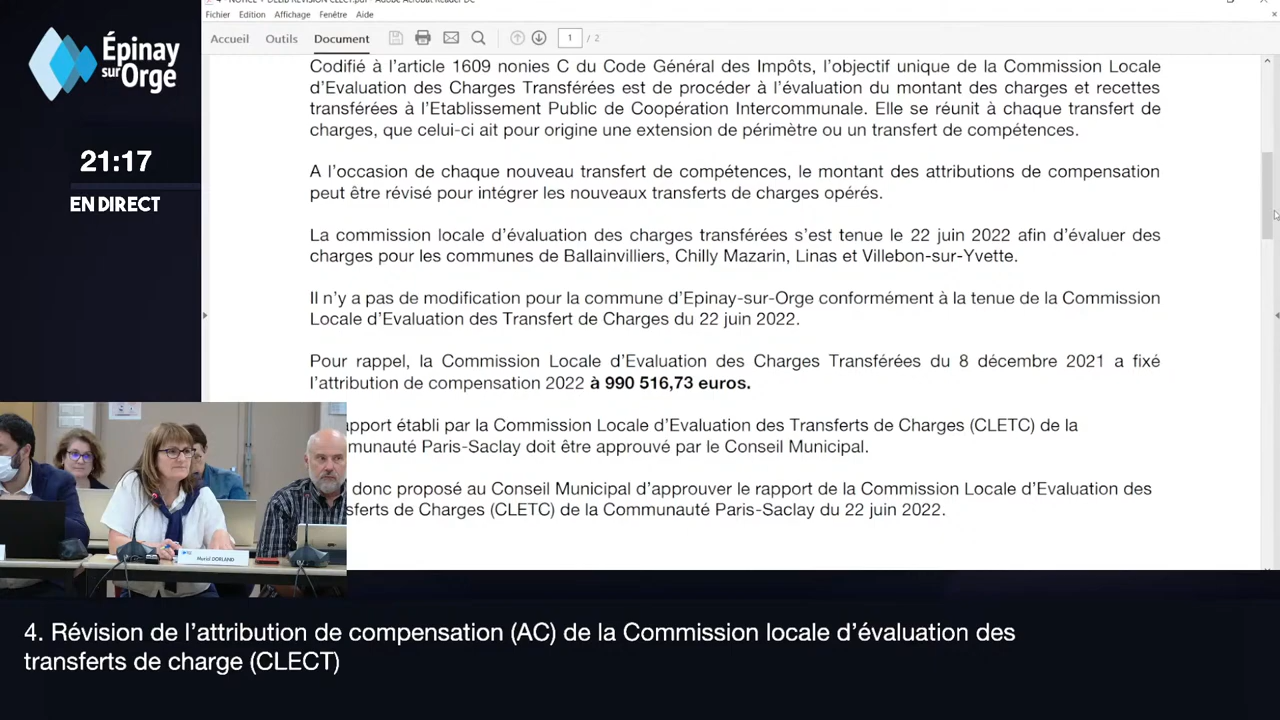 4 - NOTICE + DELIB REVISION CLECT.pdf - Adobe Acrobat Reader DC
Fichier Edition Affichage Fenêtre Aide
Accueil Outils Document 1 / 2
Épinay
sur
Orge
21:17
EN DIRECT
Codifié à l’article 1609 nonies C du Code Général des Impôts, l’objectif unique de la Commission Locale
d’Evaluation des Charges Transférées est de procéder à l’évaluation du montant des charges et recettes
transférées à l’Etablissement Public de Coopération Intercommunale. Elle se réunit à chaque transfert de
charges, que celui-ci ait pour origine une extension de périmètre ou un transfert de compétences.
A l’occasion de chaque nouveau transfert de compétences, le montant des attributions de compensation
peut être révisé pour intégrer les nouveaux transferts de charges opérés.
La commission locale d’évaluation des charges transférées s’est tenue le 22 juin 2022 afin d’évaluer des
charges pour les communes de Ballainvilliers, Chilly Mazarin, Linas et Villebon-sur-Yvette.
Il n’y a pas de modification pour la commune d’Epinay-sur-Orge conformément à la tenue de la Commission
Locale d’Evaluation des Transfert de Charges du 22 juin 2022.
Pour rappel, la Commission Locale d’Evaluation des Charges Transférées du 8 décembre 2021 a fixé
l’attribution de compensation 2022 à 990 516,73 euros.
apport établi par la Commission Locale d’Evaluation des Transferts de Charges (CLETC) de la
munauté Paris-Saclay doit être approuvé par le Conseil Municipal.
donc proposé au Conseil Municipal d’approuver le rapport de la Commission Locale d’Evaluation des
sferts de Charges (CLETC) de la Communauté Paris-Saclay du 22 juin 2022.
Muriel DORLAND
4. Révision de l’attribution de compensation (AC) de la Commission locale d’évaluation des
transferts de charge (CLECT)